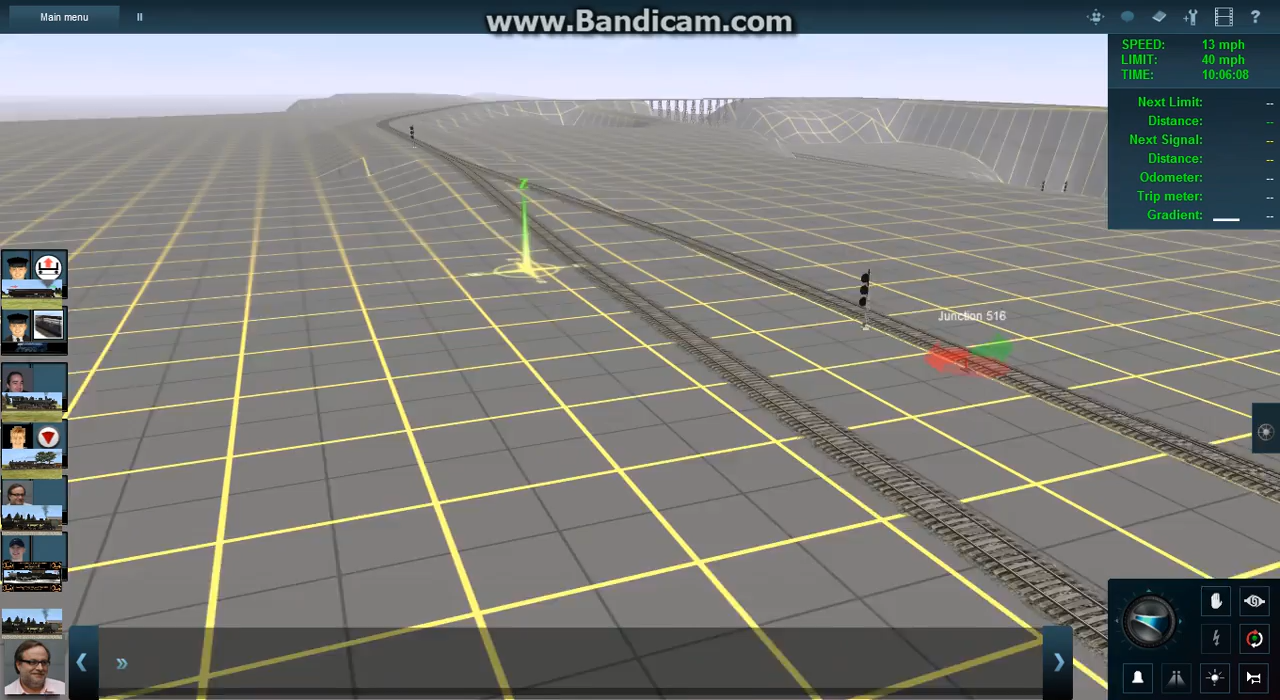 Main menu
www.Bandicam.com
?
SPEED: 13 mph
LIMIT: 40 mph
TIME: 10:06:08
Next Limit: --
Distance: --
Next Signal: --
Distance: --
Odometer: --
Trip meter: --
Gradient: --
Z
Junction 516